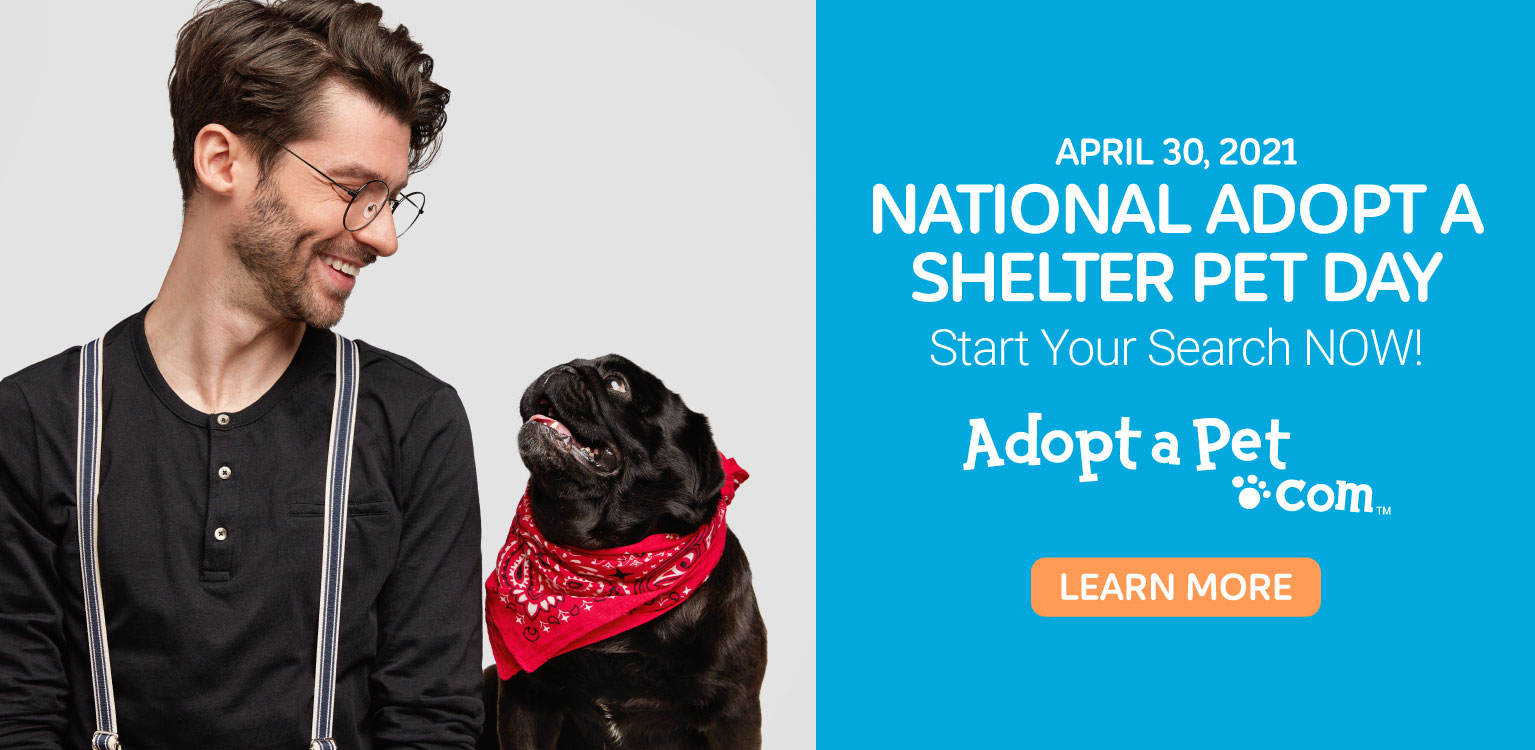 APRIL 30, 2021
NATIONAL ADOPT A
SHELTER PET DAY
Start Your Search NOW!
Adopt a Pet
.com™
LEARN MORE